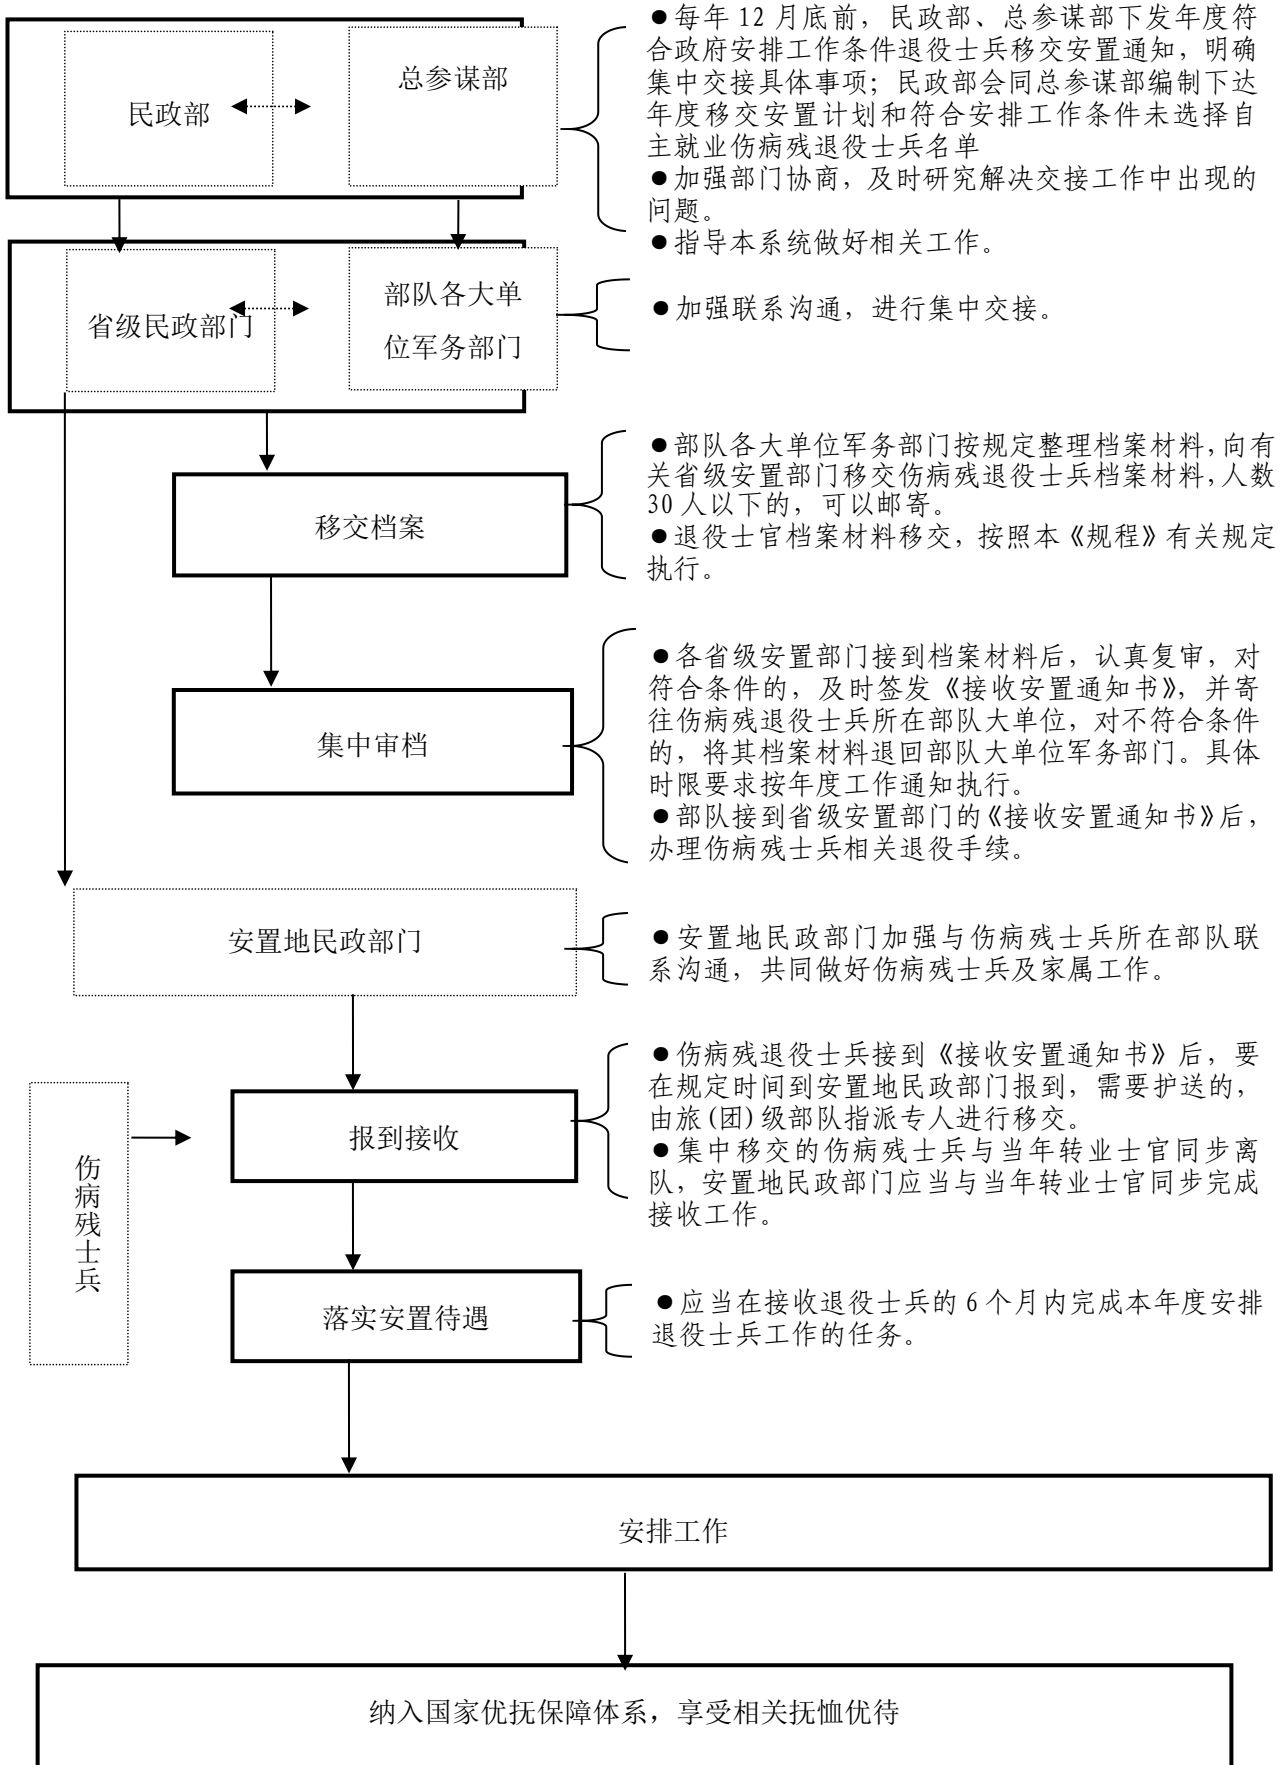 民政部
总参谋部
●每年 12 月底前，民政部、总参谋部下发年度符
合政府安排工作条件退役士兵移交安置通知，明确
集中交接具体事项；民政部会同总参谋部编制下达
年度移交安置计划和符合安排工作条件未选择自
主就业伤病残退役士兵名单
●加强部门协商，及时研究解决交接工作中出现的
问题。
●指导本系统做好相关工作。
省级民政部门
部队各大单
位军务部门
●加强联系沟通，进行集中交接。
移交档案
●部队各大单位军务部门按规定整理档案材料，向有
关省级安置部门移交伤病残退役士兵档案材料，人数
30 人以下的，可以邮寄。
●退役士官档案材料移交，按照本《规程》有关规定
执行。
集中审档
●各省级安置部门接到档案材料后，认真复审，对
符合条件的，及时签发《接收安置通知书》，并寄
往伤病残退役士兵所在部队大单位，对不符合条件
的，将其档案材料退回部队大单位军务部门。具体
时限要求按年度工作通知执行。
●部队接到省级安置部门的《接收安置通知书》后，
办理伤病残士兵相关退役手续。
安置地民政部门
●安置地民政部门加强与伤病残士兵所在部队联
系沟通，共同做好伤病残士兵及家属工作。
伤病残士兵
报到接收
●伤病残退役士兵接到《接收安置通知书》后，要
在规定时间到安置地民政部门报到，需要护送的，
由旅(团)级部队指派专人进行移交。
●集中移交的伤病残士兵与当年转业士官同步离
队，安置地民政部门应当与当年转业士官同步完成
接收工作。
落实安置待遇
●应当在接收退役士兵的 6 个月内完成本年度安排
退役士兵工作的任务。
安排工作
纳入国家优抚保障体系，享受相关抚恤优待